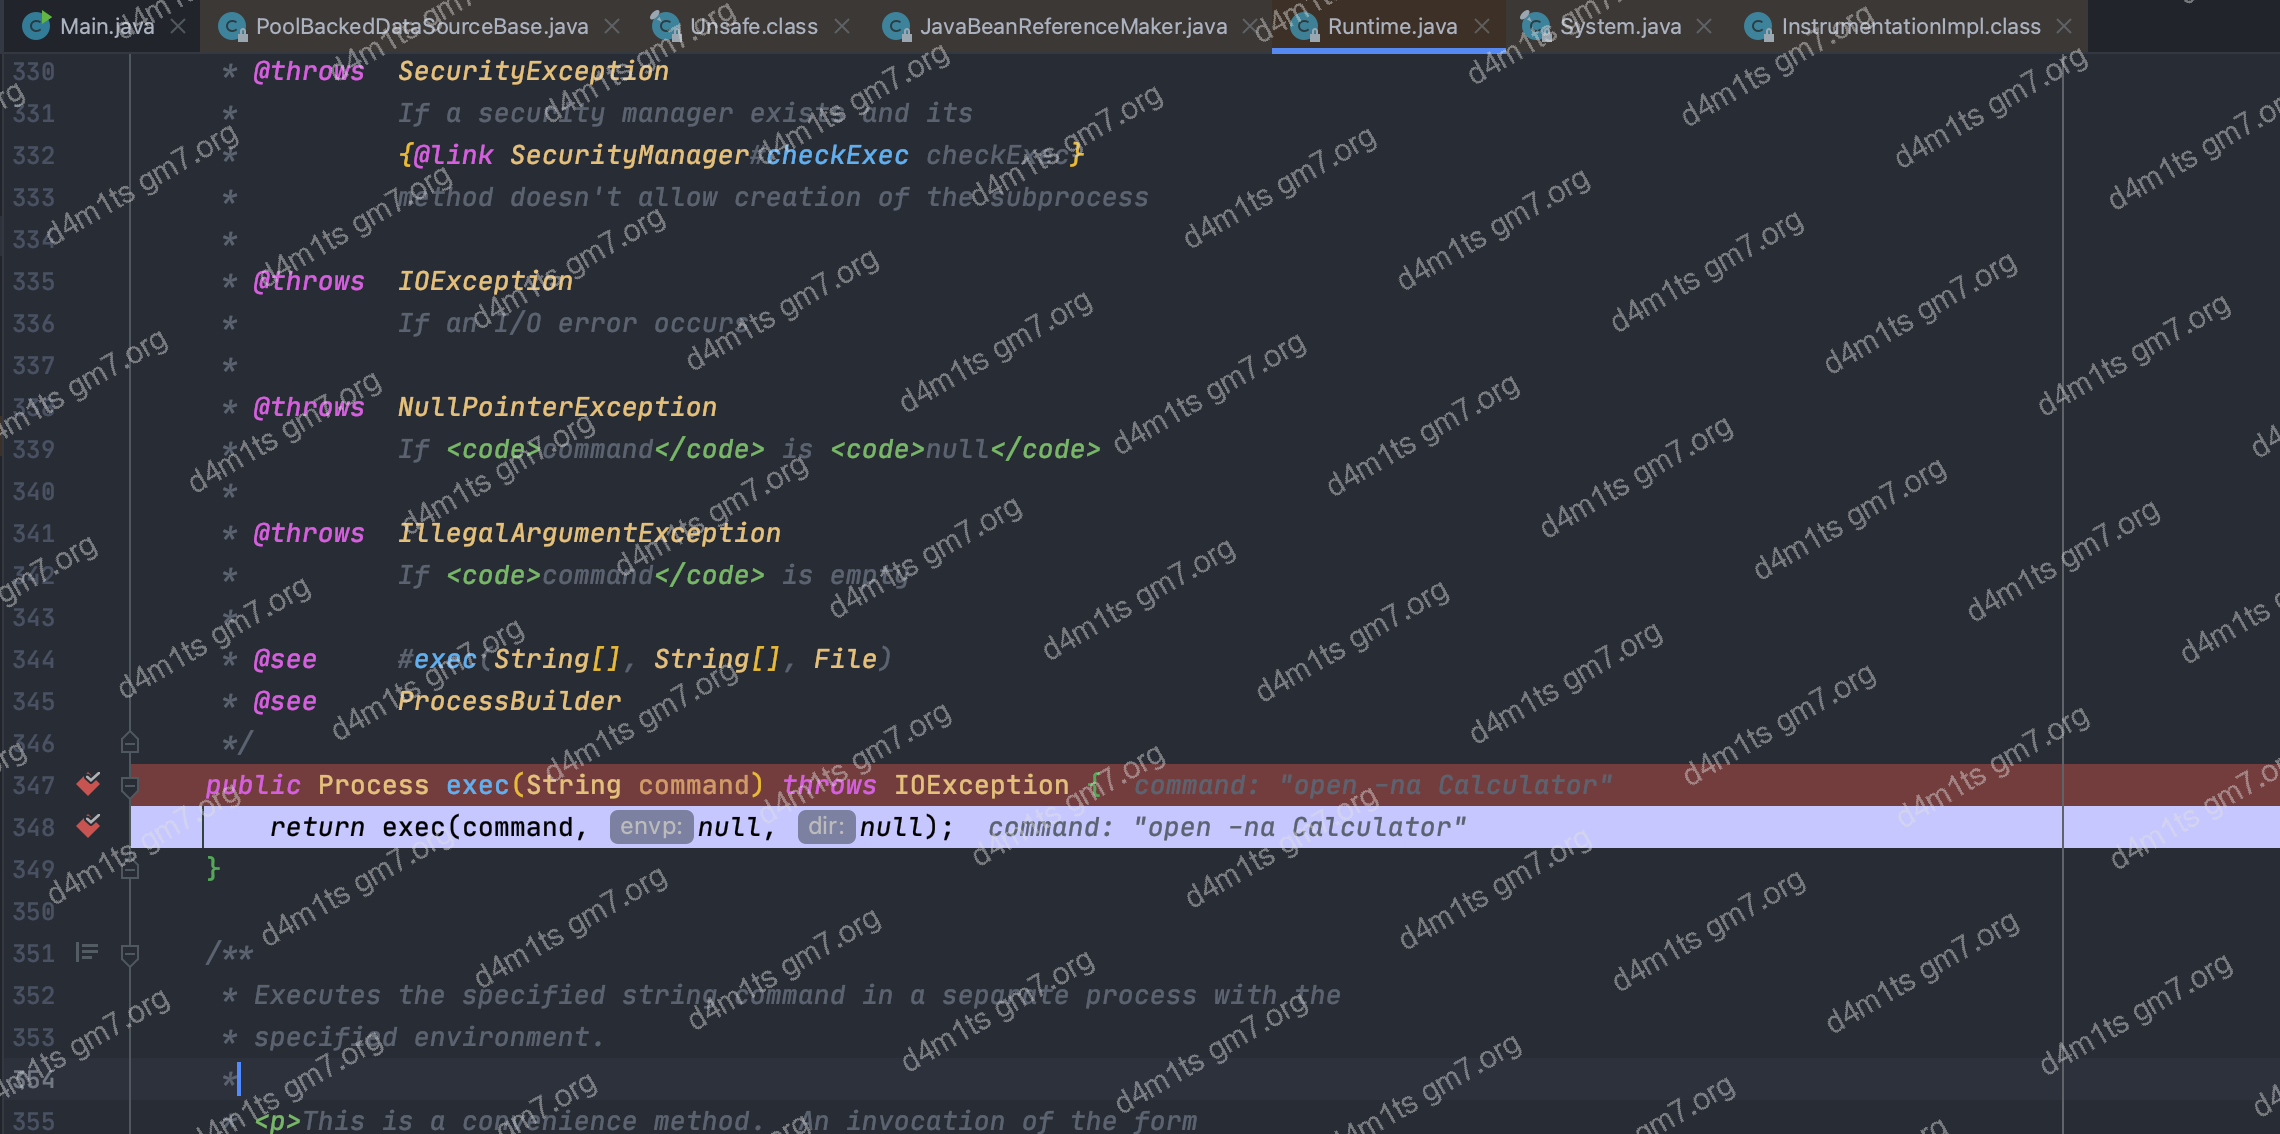 Main.java PoolBackedDataSourceBase.java Unsafe.class JavaBeanReferenceMaker.java Runtime.java System.java InstrumentationImpl.class
330 * @throws SecurityException
331 * If a security manager exists and its
332 * {@link SecurityManager#checkExec checkExec}
333 * method doesn't allow creation of the subprocess
334 *
335 * @throws IOException
336 * If an I/O error occurs
337 *
338 * @throws NullPointerException
339 * If <code>command</code> is <code>null</code>
340 *
341 * @throws IllegalArgumentException
342 * If <code>command</code> is empty
343 *
344 * @see #exec(String[], String[], File)
345 * @see ProcessBuilder
346 */
347 public Process exec(String command) throws IOException { command: "open -na Calculator"
348 return exec(command, envp: null, dir: null); command: "open -na Calculator"
349 }
350
351 /**
352 * Executes the specified string command in a separate process with the
353 * specified environment.
354 *
355 * <p>This is a convenience method. An invocation of the form
d4m1ts gm7.org